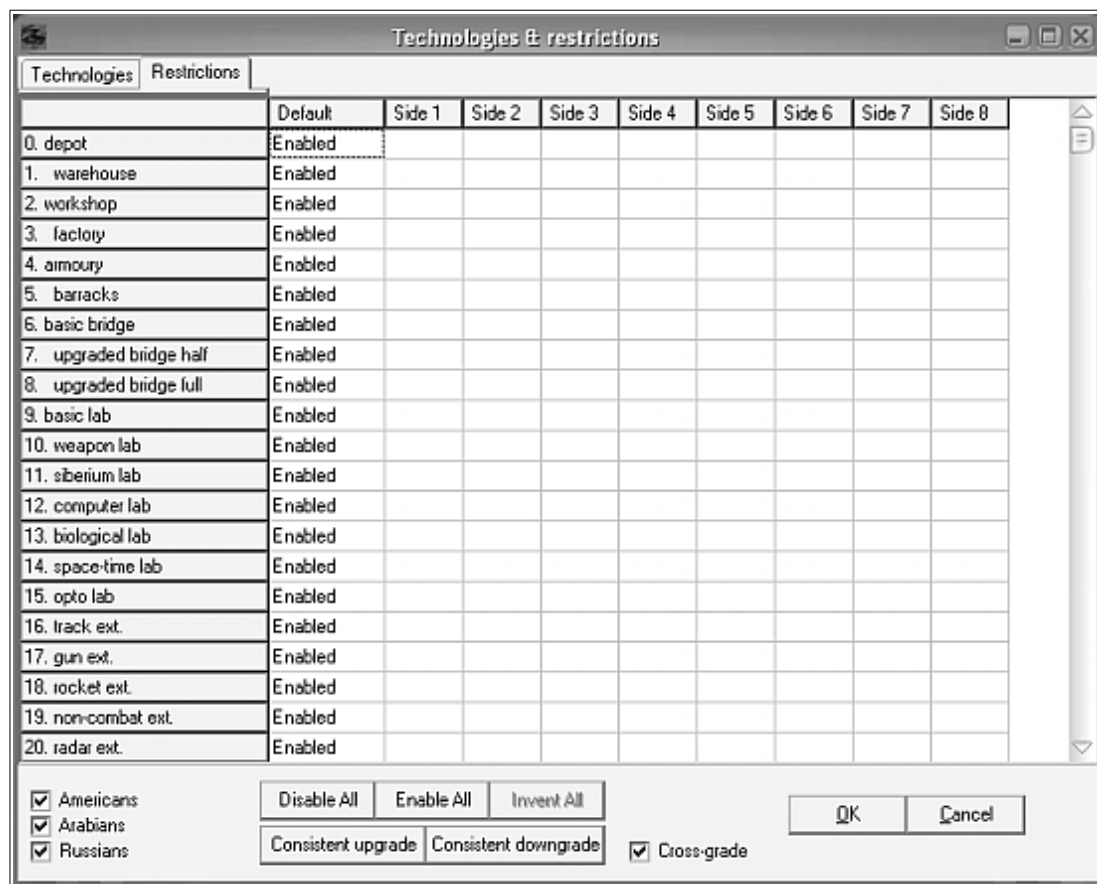 Technologies & restrictions
Technologies Restrictions
Default Side 1 Side 2 Side 3 Side 4 Side 5 Side 6 Side 7 Side 8
0. depot Enabled
1. warehouse Enabled
2. workshop Enabled
3. factory Enabled
4. armoury Enabled
5. barracks Enabled
6. basic bridge Enabled
7. upgraded bridge half Enabled
8. upgraded bridge full Enabled
9. basic lab Enabled
10. weapon lab Enabled
11. siberium lab Enabled
12. computer lab Enabled
13. biological lab Enabled
14. space-time lab Enabled
15. opto lab Enabled
16. track ext. Enabled
17. gun ext. Enabled
18. rocket ext. Enabled
19. non-combat ext. Enabled
20. radar ext. Enabled
Americans Disable All Enable All Invent All OK Cancel
Arabians
Russians Consistent upgrade Consistent downgrade Cross-grade